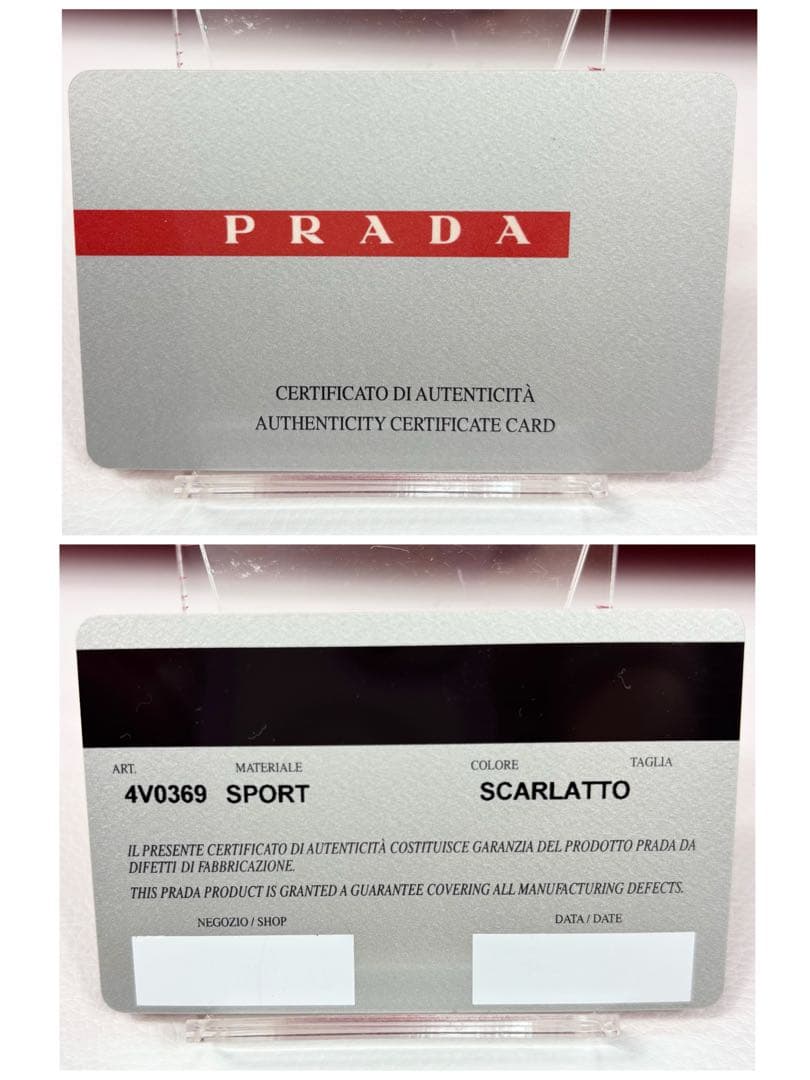 PRADA
CERTIFICATO DI AUTENTICITÀ
AUTHENTICITY CERTIFICATE CARD
ART. MATERIALE COLORE TAGLIA
4V0369 SPORT SCARLATTO
IL PRESENTE CERTIFICATO DI AUTENTICITÀ COSTITUISCE GARANZIA DEL PRODOTTO PRADA DA
DIFETTI DI FABBRICAZIONE.
THIS PRADA PRODUCT IS GRANTED A GUARANTEE COVERING ALL MANUFACTURING DEFECTS.
NEGOZIO / SHOP DATA / DATE